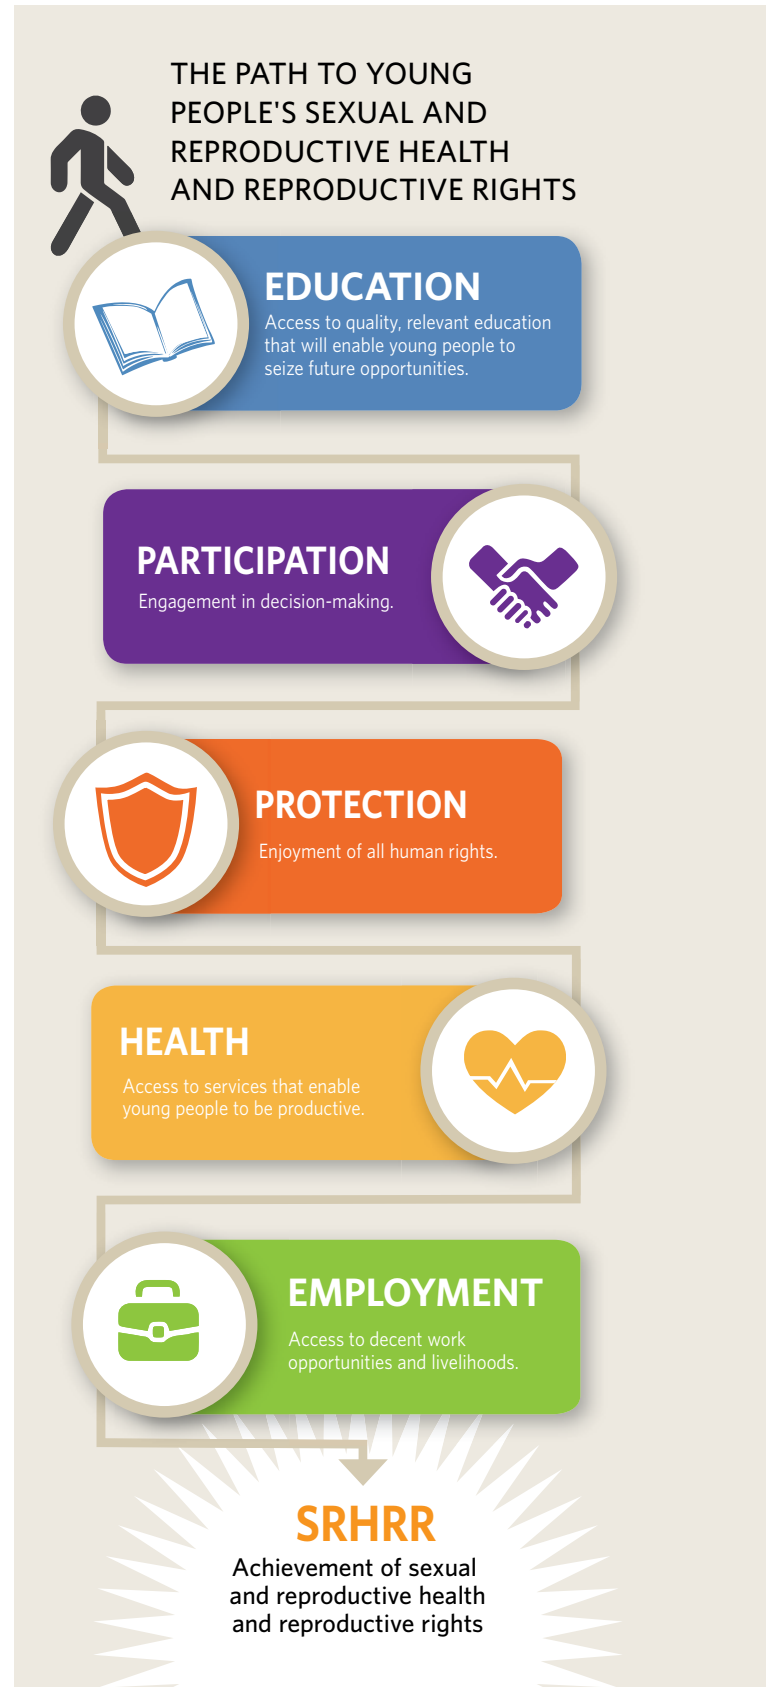 THE PATH TO YOUNG
PEOPLE'S SEXUAL AND
REPRODUCTIVE HEALTH
AND REPRODUCTIVE RIGHTS
EDUCATION
Access to quality, relevant education
that will enable young people to
seize future opportunities.
PARTICIPATION
Engagement in decision-making.
PROTECTION
Enjoyment of all human rights.
HEALTH
Access to services that enable
young people to be productive.
EMPLOYMENT
Access to decent work
opportunities and livelihoods.
SRHRR
Achievement of sexual
and reproductive health
and reproductive rights